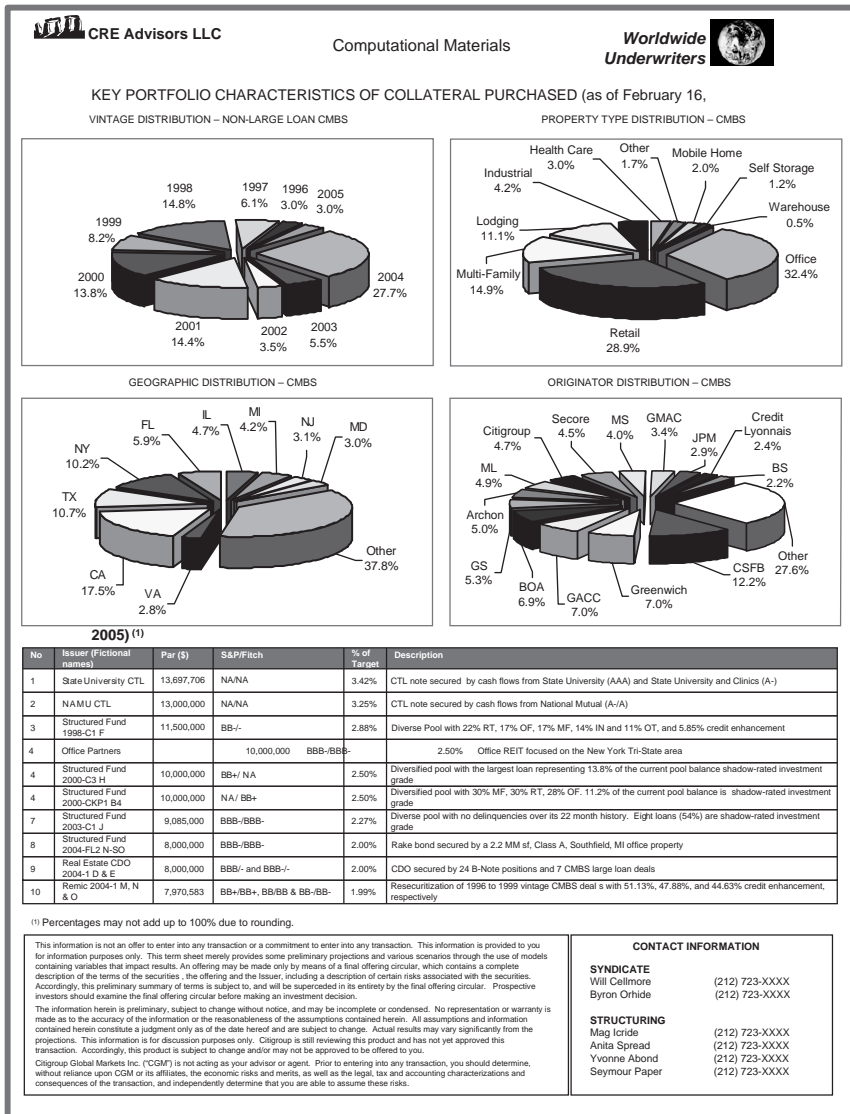 CRE Advisors LLC
Computational Materials
Worldwide
Underwriters
KEY PORTFOLIO CHARACTERISTICS OF COLLATERAL PURCHASED (as of February 16,
VINTAGE DISTRIBUTION – NON-LARGE LOAN CMBS
1998
14.8%
1997
6.1%
1996
3.0%
2005
3.0%
1999
8.2%
2000
13.8%
2004
27.7%
2001
14.4%
2002
3.5%
2003
5.5%
PROPERTY TYPE DISTRIBUTION – CMBS
Health Care
3.0%
Other
1.7%
Mobile Home
2.0%
Self Storage
1.2%
Industrial
4.2%
Warehouse
0.5%
Lodging
11.1%
Office
32.4%
Multi-Family
14.9%
Retail
28.9%
GEOGRAPHIC DISTRIBUTION – CMBS
FL
5.9%
IL
4.7%
MI
4.2%
NJ
3.1%
MD
3.0%
NY
10.2%
TX
10.7%
Other
37.8%
CA
17.5%
VA
2.8%
ORIGINATOR DISTRIBUTION – CMBS
Citigroup
4.7%
Secore
4.5%
MS
4.0%
GMAC
3.4%
JPM
2.9%
Credit
Lyonnais
2.4%
BS
2.2%
ML
4.9%
Archon
5.0%
GS
5.3%
BOA
6.9%
GACC
7.0%
Greenwich
7.0%
CSFB
12.2%
Other
27.6%
2005) (1)
No Issuer (Fictional names) Par ($) S&P/Fitch % of Target Description
1 State University CTL 13,697,706 NA/NA 3.42% CTL note secured by cash flows from State University (AAA) and State University and Clinics (A-)
2 NAMU CTL 13,000,000 NA/NA 3.25% CTL note secured by cash flows from National Mutual (A-/A)
3 Structured Fund 1998-C1 F 11,500,000 BB-/- 2.88% Diverse Pool with 22% RT, 17% OF, 17% MF, 14% IN and 11% OT, and 5.85% credit enhancement
4 Office Partners 10,000,000 BBB-/BBB- 2.50% Office REIT focused on the New York Tri-State area
4 Structured Fund 2000-C3 H 10,000,000 BB+/ NA 2.50% Diversified pool with the largest loan representing 13.8% of the current pool balance shadow-rated investment grade
4 Structured Fund 2000-CKP1 B4 10,000,000 NA/ BB+ 2.50% Diversified pool with 30% MF, 30% RT, 28% OF. 11.2% of the current pool balance is shadow-rated investment grade
7 Structured Fund 2003-C1 J 9,085,000 BBB-/BBB- 2.27% Diverse pool with no delinquencies over its 22 month history. Eight loans (54%) are shadow-rated investment grade
8 Structured Fund 2004-FL2 N-SO 8,000,000 BBB-/BBB- 2.00% Rake bond secured by a 2.2 MM sf, Class A, Southfield, MI office property
9 Real Estate CDO 2004-1 D & E 8,000,000 BBB/- and BBB-/- 2.00% CDO secured by 24 B-Note positions and 7 CMBS large loan deals
10 Remic 2004-1 M, N & O 7,970,583 BB+/BB+, BB/BB & BB-/BB- 1.99% Resecuritization of 1996 to 1999 vintage CMBS deal s with 51.13%, 47.88%, and 44.63% credit enhancement, respectively
(1) Percentages may not add up to 100% due to rounding.
This information is not an offer to enter into any transaction or a commitment to enter into any transaction. This information is provided to you
for information purposes only. This term sheet merely provides some preliminary projections and various scenarios through the use of models
containing variables that impact results. An offering may be made only by means of a final offering circular, which contains a complete
description of the terms of the securities , the offering and the Issuer, including a description of certain risks associated with the securities.
Accordingly, this preliminary summary of terms is subject to, and will be superceded in its entirety by the final offering circular. Prospective
investors should examine the final offering circular before making an investment decision.
The information herein is preliminary, subject to change without notice, and may be incomplete or condensed. No representation or warranty is
made as to the accuracy of the information or the reasonableness of the assumptions contained herein. All assumptions and information
contained herein constitute a judgment only as of the date hereof and are subject to change. Actual results may vary significantly from the
projections. This information is for discussion purposes only. Citigroup is still reviewing this product and has not yet approved this
transaction. Accordingly, this product is subject to change and/or may not be approved to be offered to you.
Citigroup Global Markets Inc. ("CGM") is not acting as your advisor or agent. Prior to entering into any transaction, you should determine,
without reliance upon CGM or its affiliates, the economic risks and merits, as well as the legal, tax and accounting characterizations and
consequences of the transaction, and independently determine that you are able to assume these risks.
CONTACT INFORMATION
SYNDICATE
Will Cellmore (212) 723-XXXX
Byron Orhide (212) 723-XXXX
STRUCTURING
Mag Icride (212) 723-XXXX
Anita Spread (212) 723-XXXX
Yvonne Abond (212) 723-XXXX
Seymour Paper (212) 723-XXXX